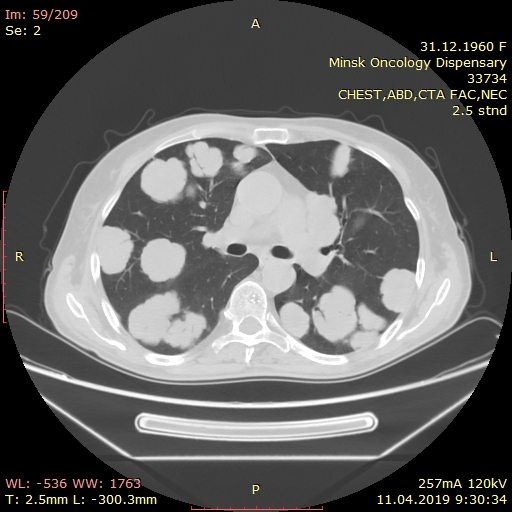 Im: 59/209
Se: 2
A
31.12.1960 F
Minsk Oncology Dispensary
33734
CHEST,ABD,CTA FAC,NEC
2.5 stnd
R
L
WL: -536 WW: 1763
T: 2.5mm L: -300.3mm
P
257mA 120kV
11.04.2019 9:30:34